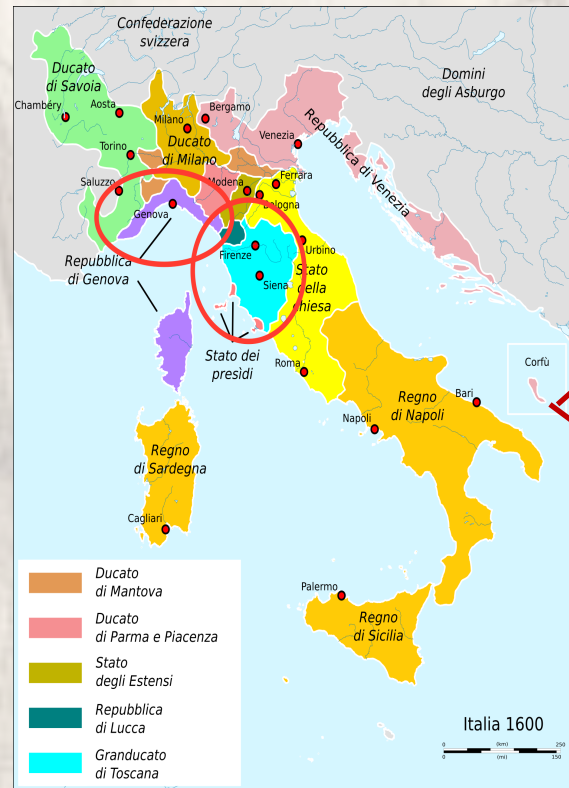 Confederazione
svizzera
Ducato
di Savoia
Domini
degli Asburgo
Chambéry
Aosta
Milano
Bergamo
Ducato
di Milano
Venezia
Repubblica di Venezia
Torino
Saluzzo
Modena
Ferrara
Genova
Bologna
Firenze
Urbino
Repubblica
di Genova
Siena
Stato
della
chiesa
Stato dei
presìdi
Roma
Corfù
Regno
di Napoli
Bari
Napoli
Regno
di Sardegna
Cagliari
Palermo
Regno
di Sicilia
Ducato
di Mantova
Ducato
di Parma e Piacenza
Stato
degli Estensi
Repubblica
di Lucca
Granducato
di Toscana
Italia 1600
0 (km) 250
0 (mi) 150